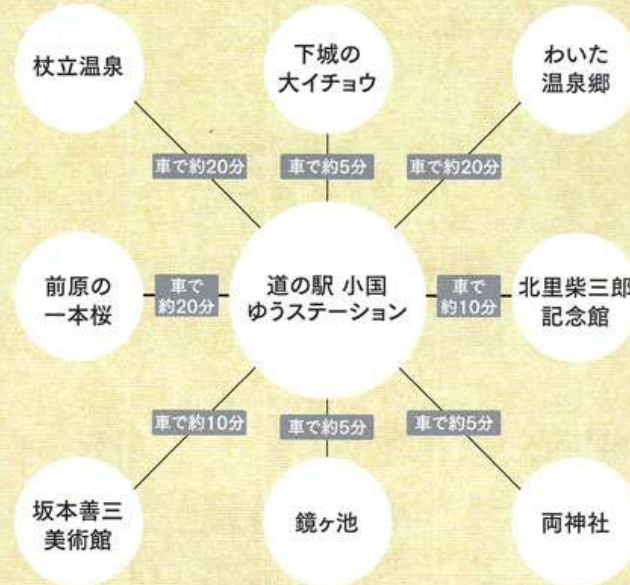 杖立温泉
下城の
大イチョウ
わいた
温泉郷
車で約20分
車で約5分
車で約20分
前原の
一本桜
車で
約20分
道の駅 小国
ゆうステーション
車で
約10分
北里柴三郎
記念館
車で約10分
車で約5分
車で約5分
坂本善三
美術館
鏡ヶ池
両神社